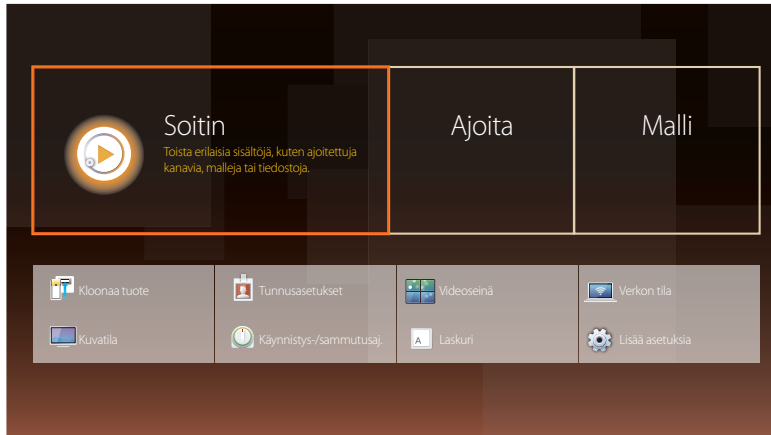 Soitin
Toista erilaisia sisältöjä, kuten ajoitettuja
kanavia, malleja tai tiedostoja.
Ajoita
Malli
Kloonaa tuote
Tunnusasetukset
Videoseinä
Verkon tila
Kuvatila
Käynnistys-/sammutusaj.
A
Laskuri
Lisää asetuksia